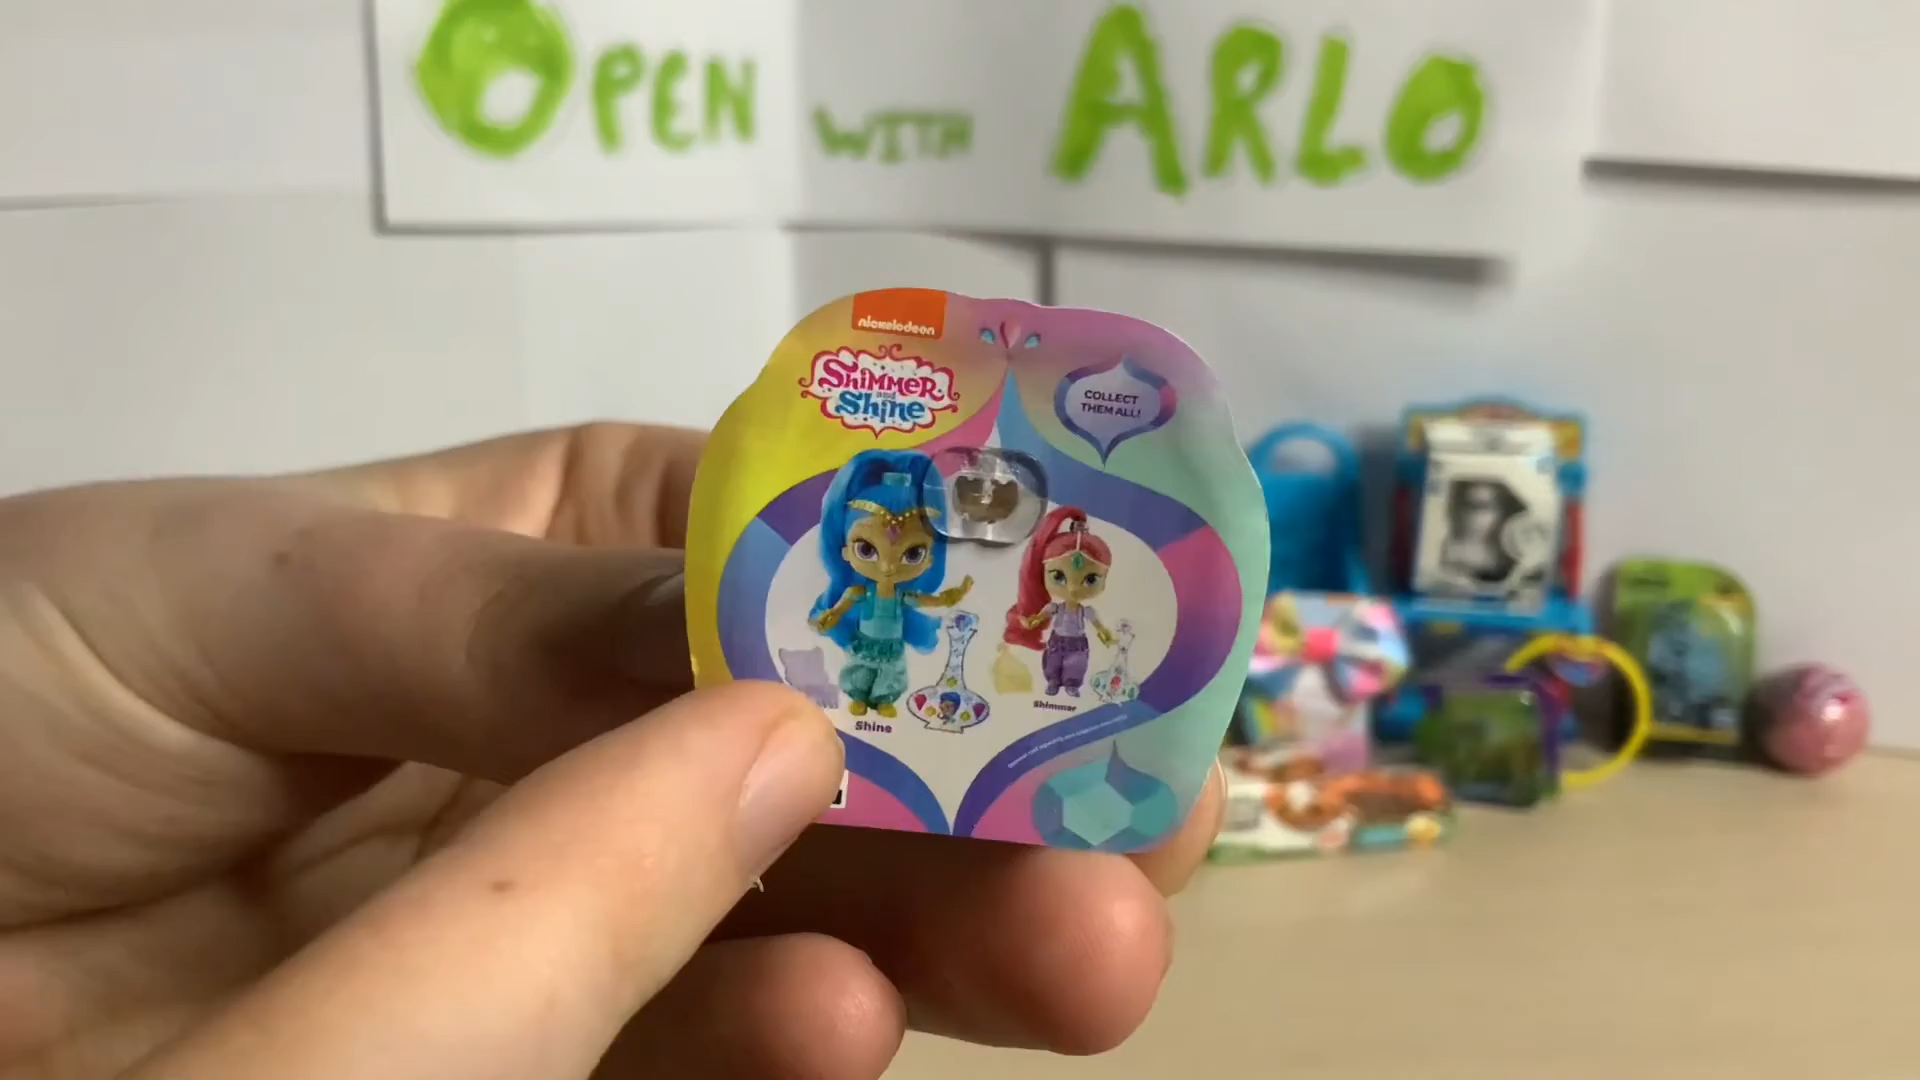 OPEN WITH ARLO
nickelodeon
Shimmer
and
Shine
COLLECT
THEM ALL!
Shine
Shimmer